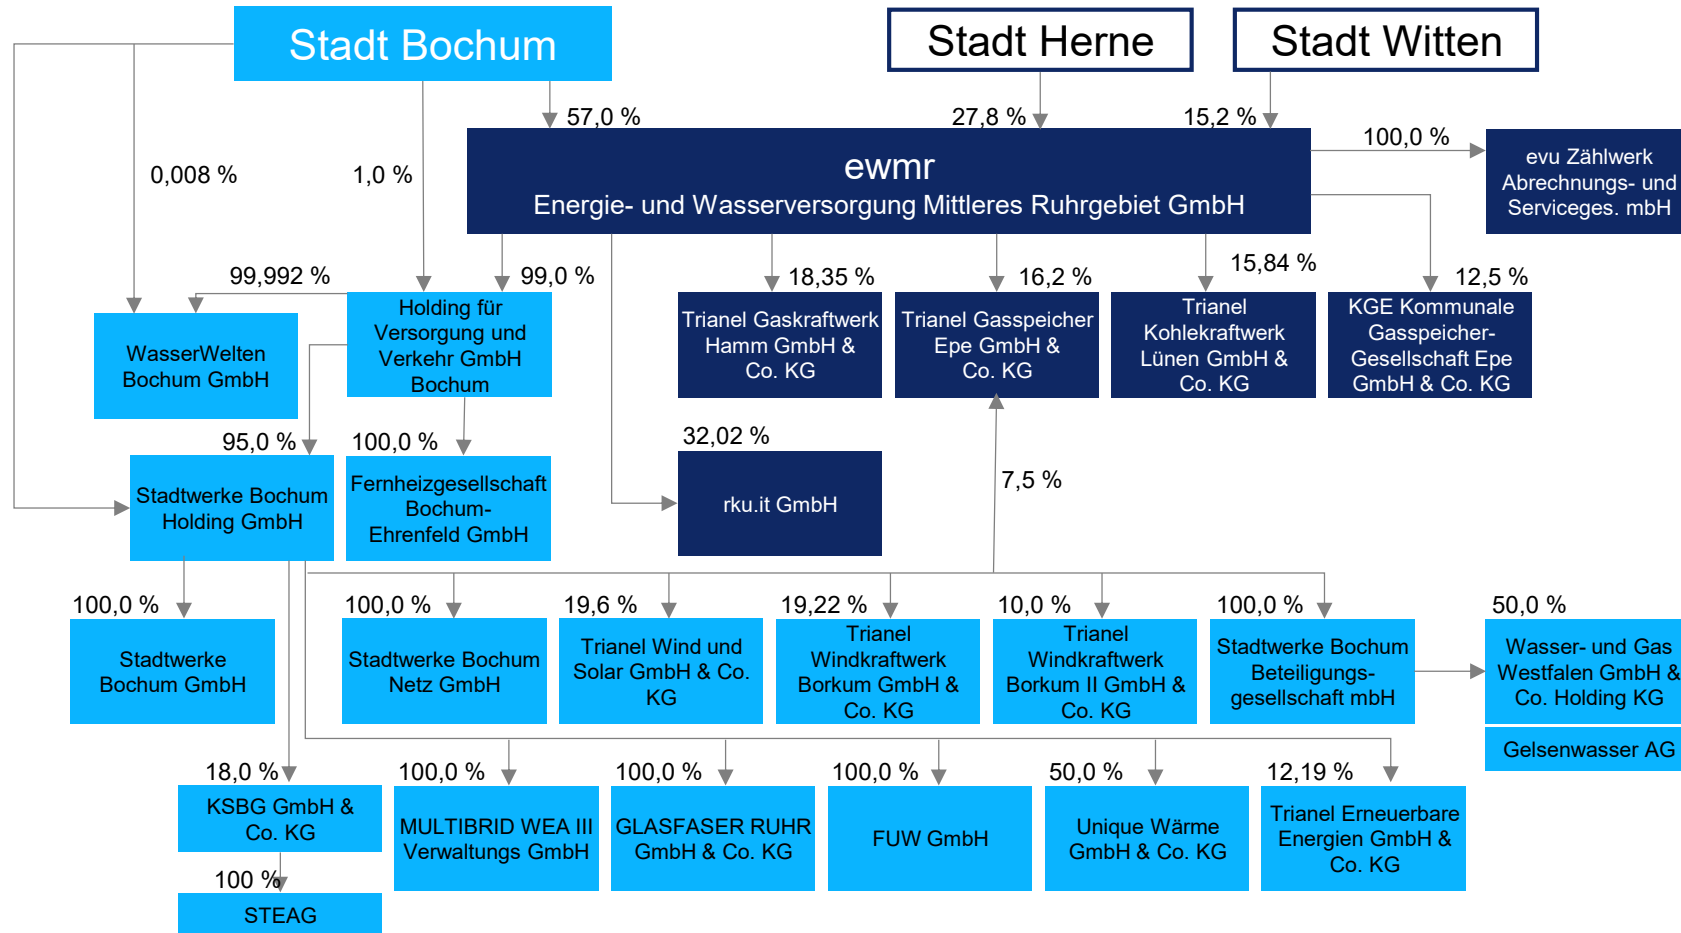 Stadt Bochum
Stadt Herne
Stadt Witten
57,0 %
27,8 %
15,2 %
100,0 %
0,008 %
1,0 %
ewmr
Energie- und Wasserversorgung Mittleres Ruhrgebiet GmbH
evu Zählwerk
Abrechnungs- und
Serviceges. mbH
99,992 %
99,0 %
18,35 %
16,2 %
15,84 %
12,5 %
WasserWelten
Bochum GmbH
Holding für
Versorgung und
Verkehr GmbH
Bochum
Trianel Gaskraftwerk
Hamm GmbH &
Co. KG
Trianel Gasspeicher
Epe GmbH &
Co. KG
Trianel
Kohlekraftwerk
Lünen GmbH &
Co. KG
KGE Kommunale
Gasspeicher-
Gesellschaft Epe
GmbH & Co. KG
95,0 %
100,0 %
32,02 %
7,5 %
Stadtwerke Bochum
Holding GmbH
Fernheizgesellschaft
Bochum-
Ehrenfeld GmbH
rku.it GmbH
100,0 %
100,0 %
19,6 %
19,22 %
10,0 %
100,0 %
50,0 %
Stadtwerke
Bochum GmbH
Stadtwerke Bochum
Netz GmbH
Trianel Wind und
Solar GmbH & Co.
KG
Trianel
Windkraftwerk
Borkum GmbH &
Co. KG
Trianel
Windkraftwerk
Borkum II GmbH &
Co. KG
Stadtwerke Bochum
Beteiligungs-
gesellschaft mbH
Wasser- und Gas
Westfalen GmbH &
Co. Holding KG
Gelsenwasser AG
18,0 %
100,0 %
100,0 %
100,0 %
50,0 %
12,19 %
KSBG GmbH &
Co. KG
MULTIBRID WEA III
Verwaltungs GmbH
GLASFASER RUHR
GmbH & Co. KG
FUW GmbH
Unique Wärme
GmbH & Co. KG
Trianel Erneuerbare
Energien GmbH &
Co. KG
100 %
STEAG